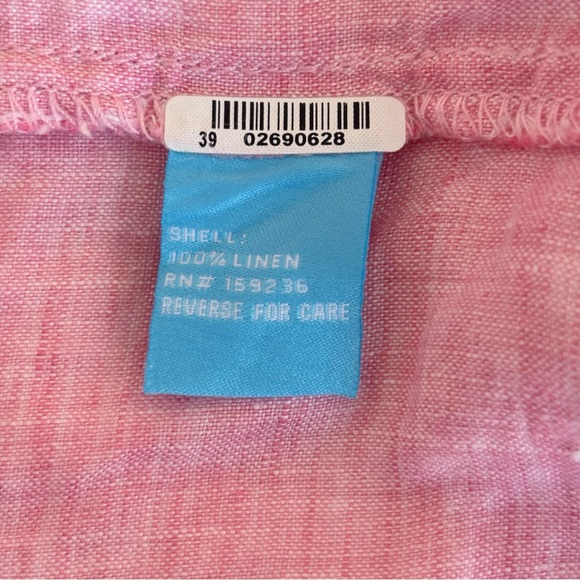 39 02690628
SHELL:
100% LINEN
RN# 159236
REVERSE FOR CARE